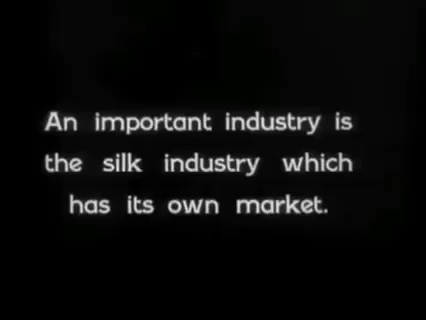 An important industry is
the silk industry which
has its own market.